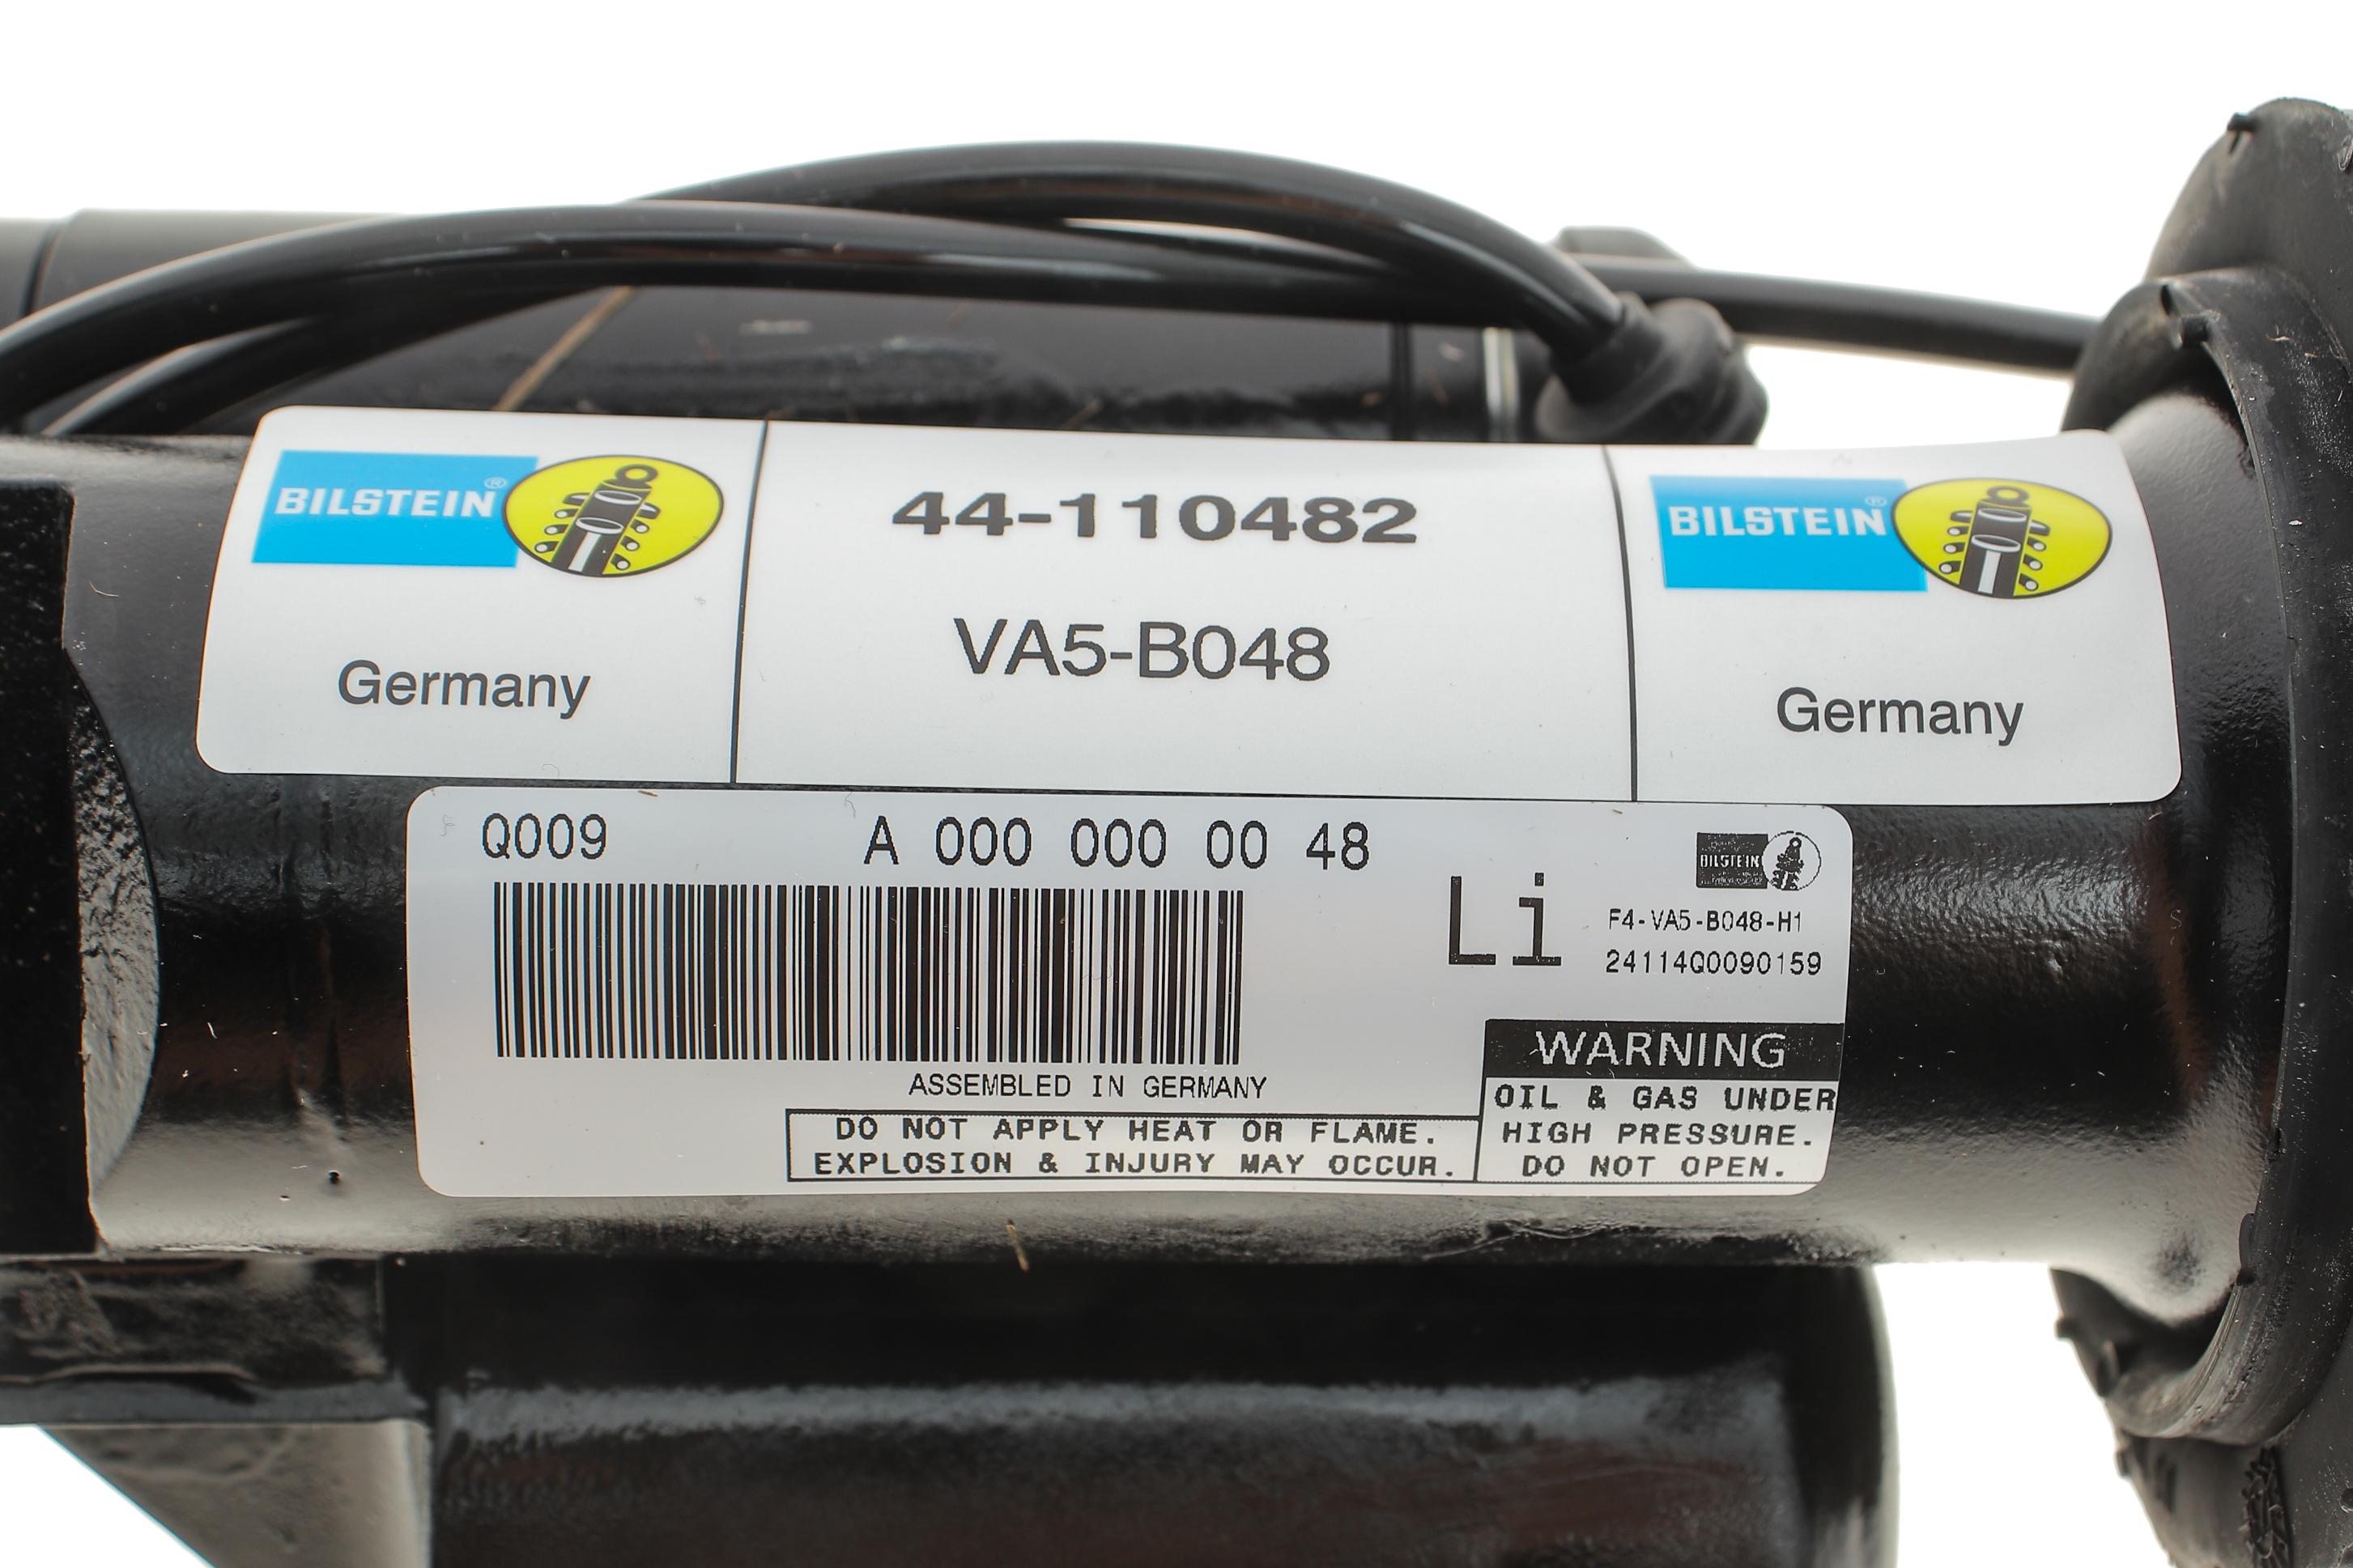 BILSTEIN®
Germany
44-110482
VA5-B048
BILSTEIN®
Germany
Q009 A 000 000 00 48
BILSTEIN
Li
F4-VA5-B048-H1
24114Q0090159
ASSEMBLED IN GERMANY
DO NOT APPLY HEAT OR FLAME.
EXPLOSION & INJURY MAY OCCUR.
WARNING
OIL & GAS UNDER
HIGH PRESSURE.
DO NOT OPEN.